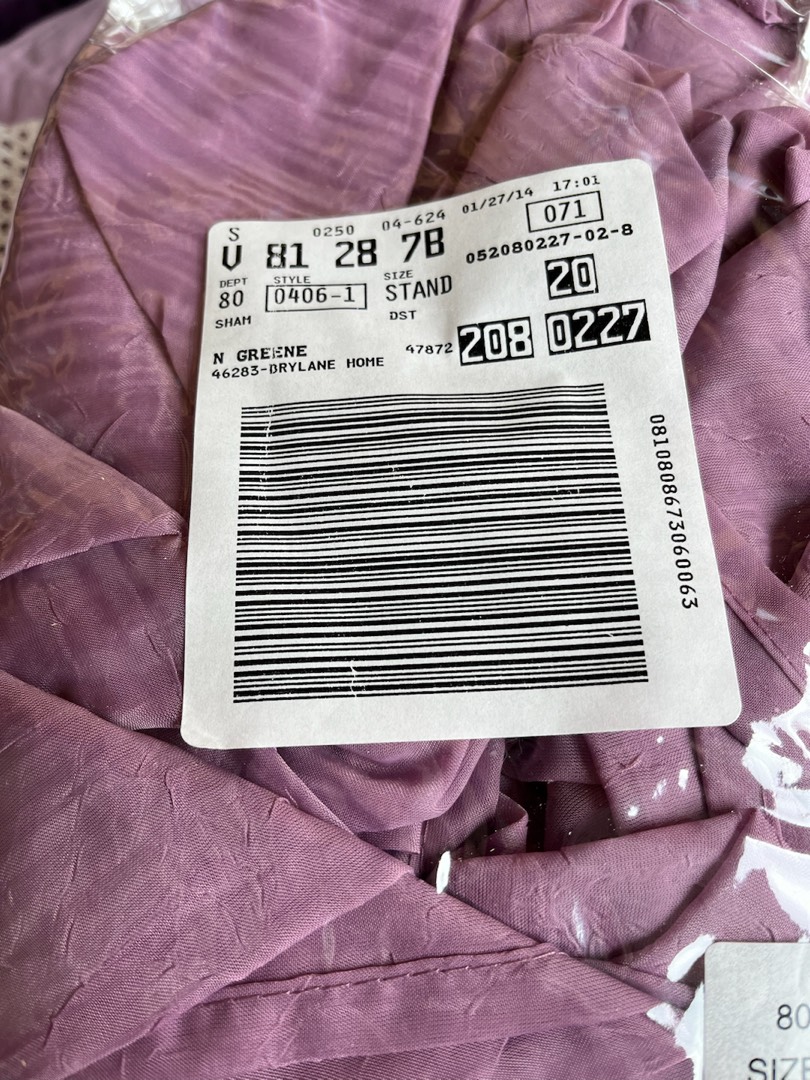 S 0250 04-624 01/27/14 17:01
V 81 28 7B 071
052080227-02-8
DEPT STYLE SIZE
80 0406-1 STAND 20
SHAM DST
N GREENE 47872 208 0227
46283-BRYLANE HOME
0810808673060063
80
SIZE